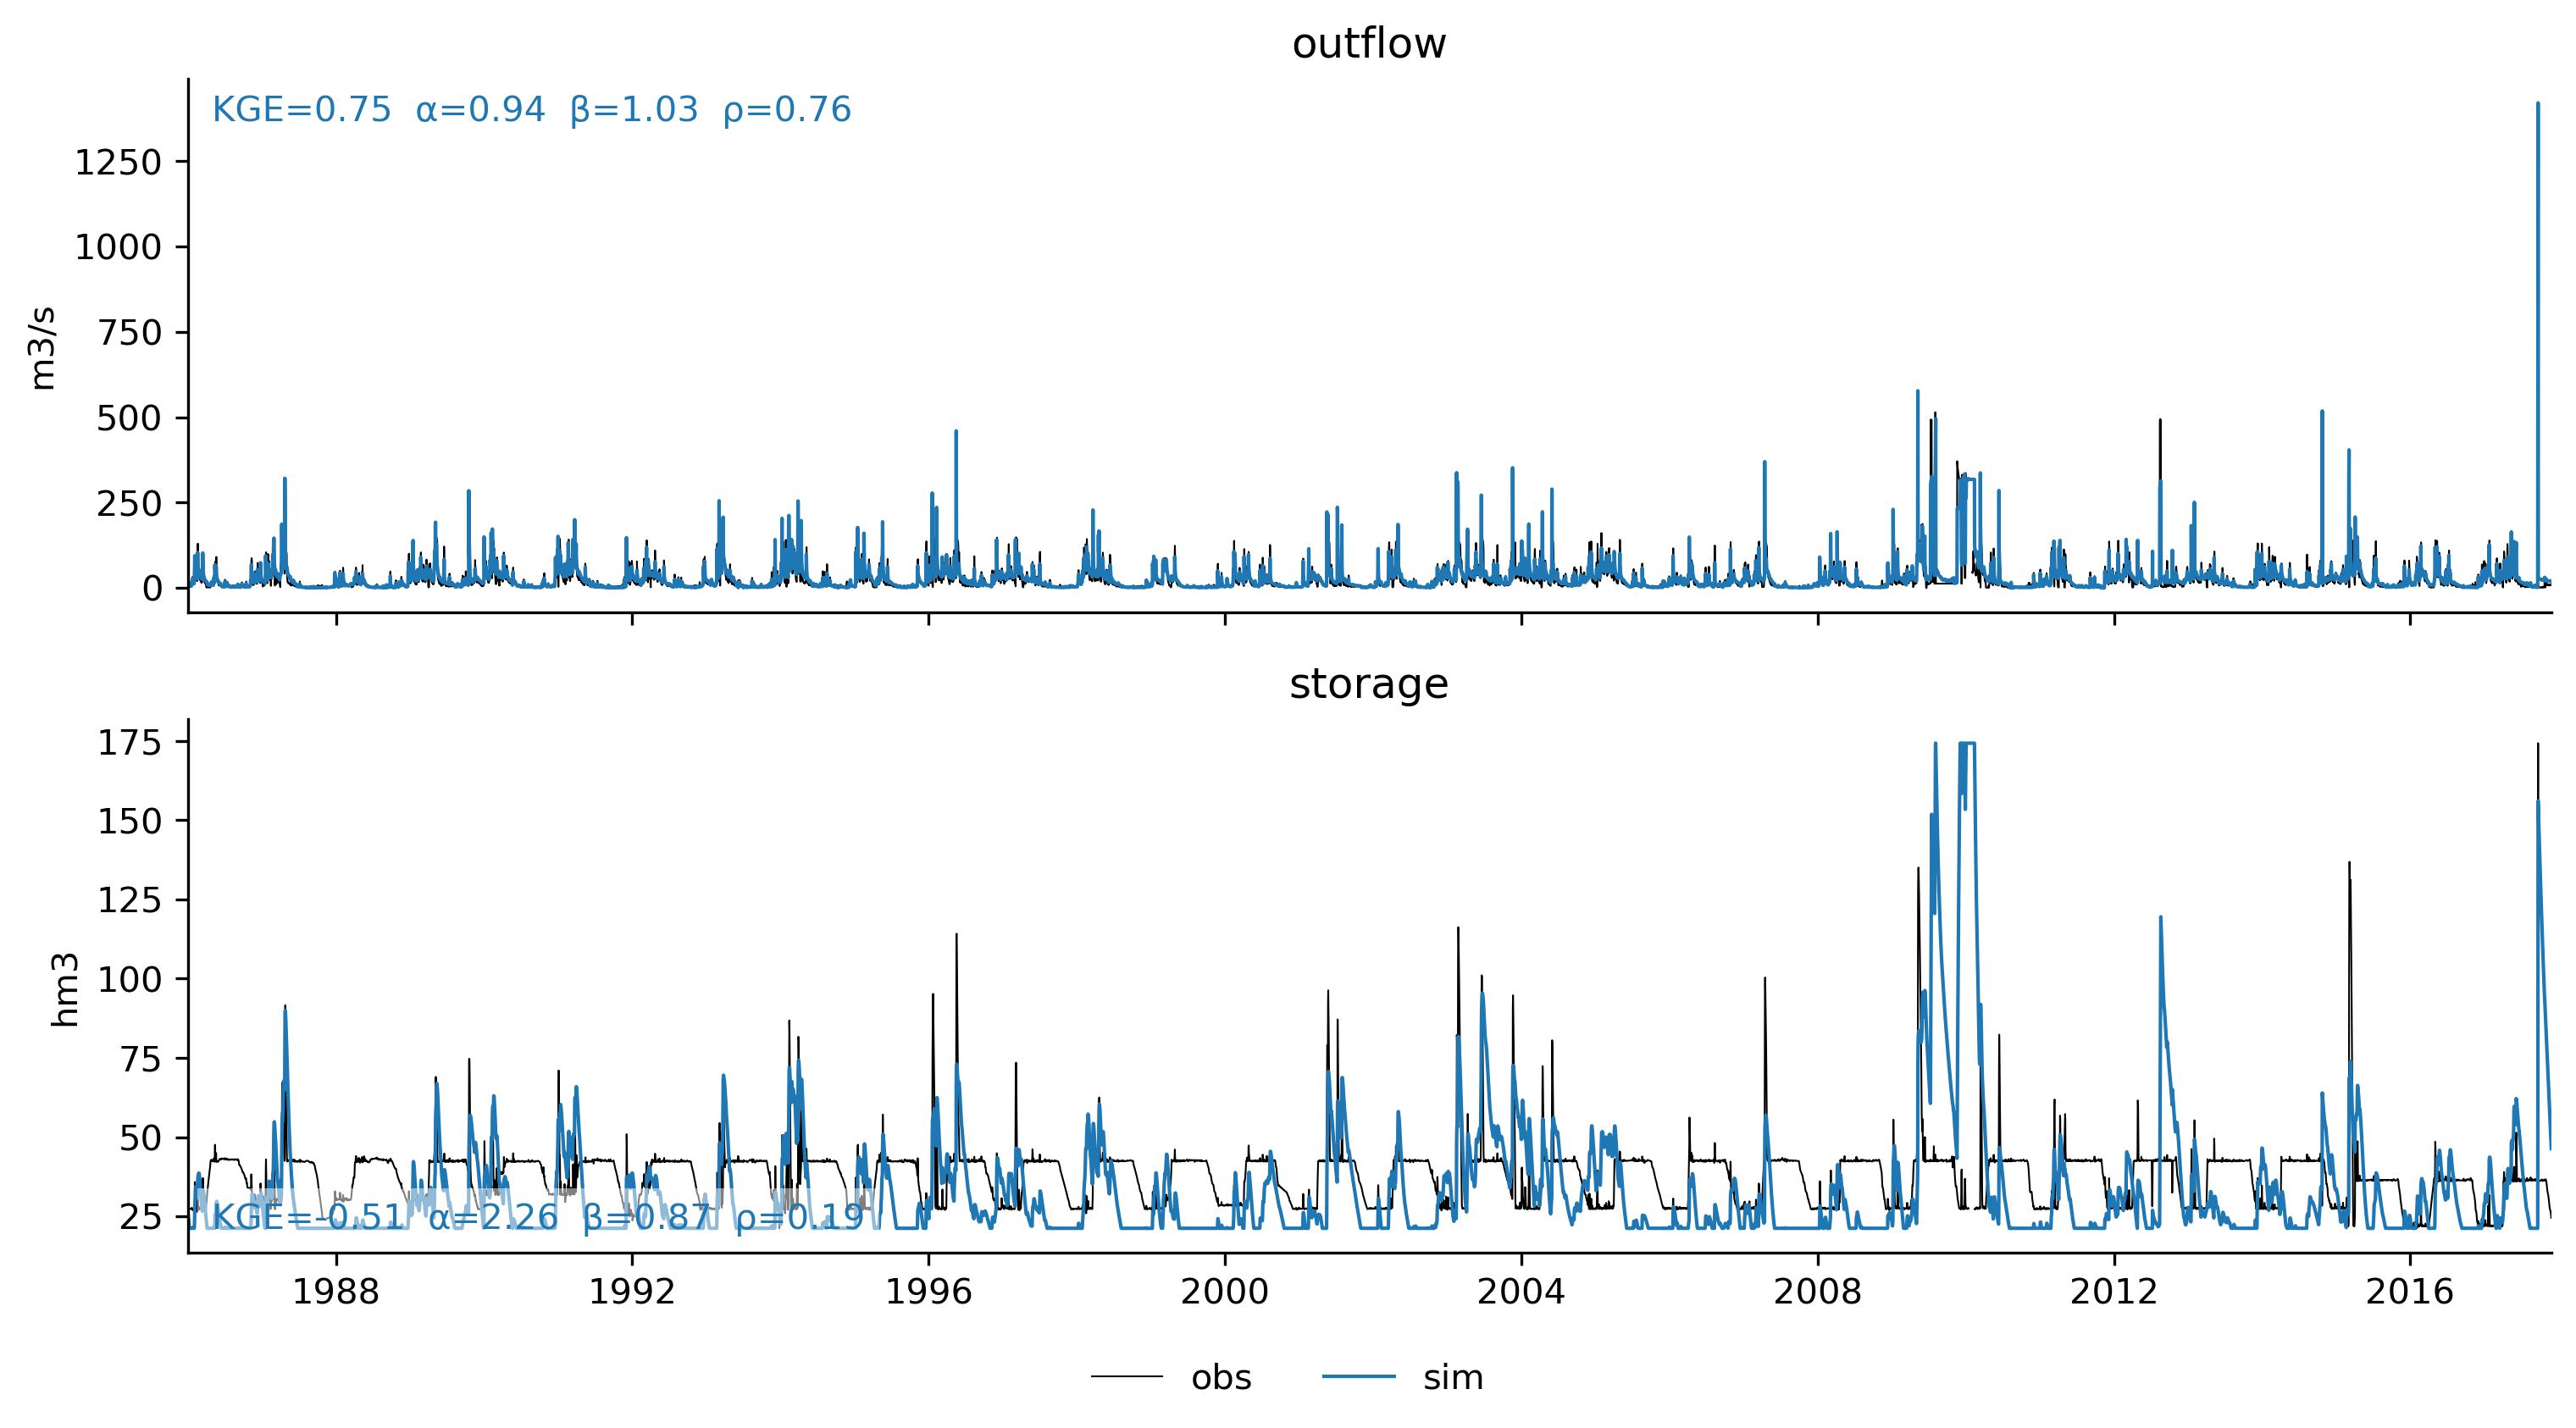 outflow
KGE=0.75 α=0.94 β=1.03 ρ=0.76
1250
1000
750
500
250
0
m3/s
storage
175
150
125
100
75
50
25
hm3
KGE=-0.51 α=2.26 β=0.87 ρ=0.19
1988 1992 1996 2000 2004 2008 2012 2016
obs sim